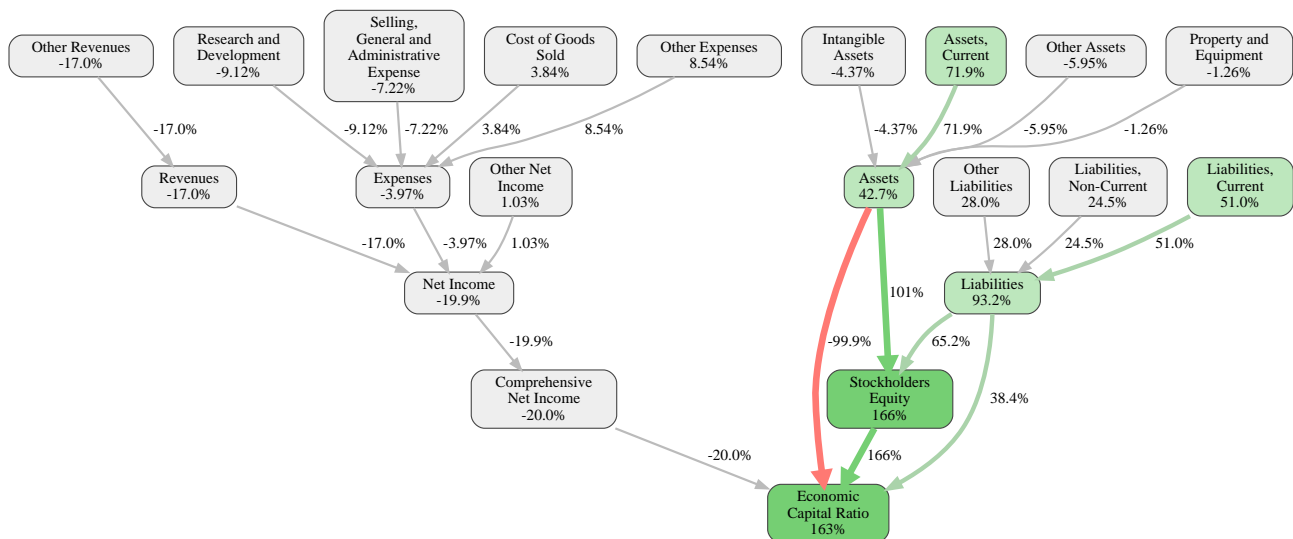 Other Revenues
-17.0%
Research and
Development
-9.12%
Selling,
General and
Administrative
Expense
-7.22%
Cost of Goods
Sold
3.84%
Other Expenses
8.54%
Intangible
Assets
-4.37%
Assets,
Current
71.9%
Other Assets
-5.95%
Property and
Equipment
-1.26%
-17.0%
-9.12%
-7.22%
3.84%
8.54%
-4.37%
71.9%
-5.95%
-1.26%
Revenues
-17.0%
Expenses
-3.97%
Other Net
Income
1.03%
Assets
42.7%
Other
Liabilities
28.0%
Liabilities,
Non-Current
24.5%
Liabilities,
Current
51.0%
-17.0%
-3.97%
1.03%
28.0%
24.5%
51.0%
Net Income
-19.9%
101%
Liabilities
93.2%
-19.9%
-99.9%
65.2%
Comprehensive
Net Income
-20.0%
Stockholders
Equity
166%
38.4%
-20.0%
166%
Economic
Capital Ratio
163%